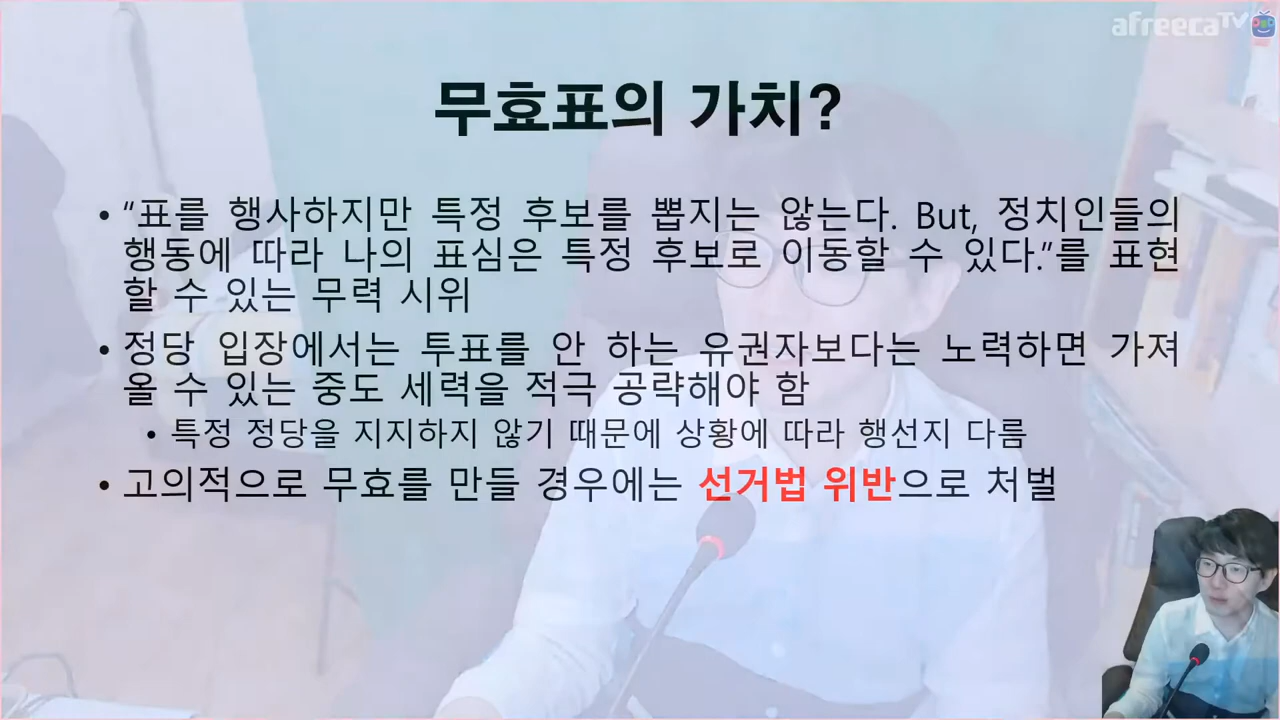 afreecaTV
무효표의 가치?
• “표를 행사하지만 특정 후보를 뽑지는 않는다. But, 정치인들의
행동에 따라 나의 표심은 특정 후보로 이동할 수 있다.”를 표현
할 수 있는 무력 시위
• 정당 입장에서는 투표를 안 하는 유권자보다는 노력하면 가져
올 수 있는 중도 세력을 적극 공략해야 함
• 특정 정당을 지지하지 않기 때문에 상황에 따라 행선지 다름
• 고의적으로 무효를 만들 경우에는 선거법 위반으로 처벌